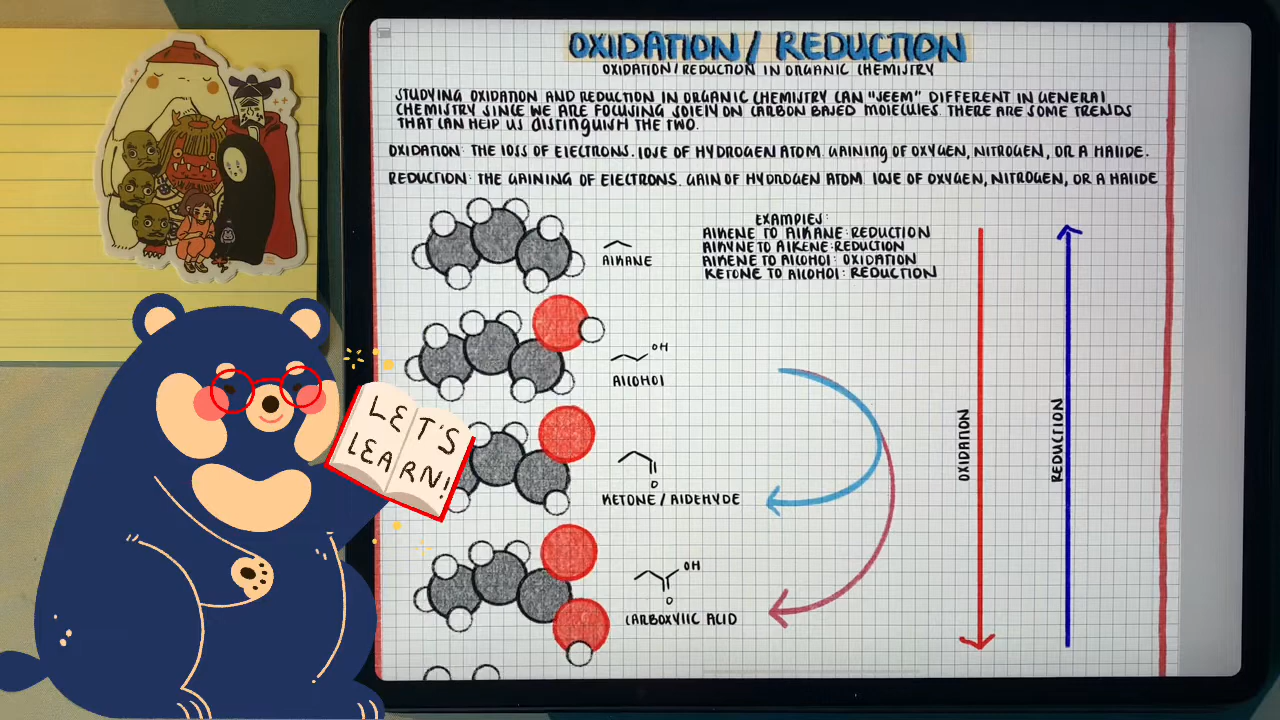 OXIDATION / REDUCTION
OXIDATION / REDUCTION IN ORGANIC CHEMISTRY
STUDYING OXIDATION AND REDUCTION IN ORGANIC CHEMISTRY CAN "SEEM" DIFFERENT IN GENERAL
CHEMISTRY SINCE WE ARE FOCUSING SOLELY ON CARBON BASED MOLECULES. THERE ARE SOME TRENDS
THAT CAN HELP US DISTINGUISH THE TWO.
OXIDATION: THE LOSS OF ELECTRONS. LOSE OF HYDROGEN ATOM. GAINING OF OXYGEN, NITROGEN, OR A HALIDE.
REDUCTION: THE GAINING OF ELECTRONS. GAIN OF HYDROGEN ATOM. LOSE OF OXYGEN, NITROGEN, OR A HALIDE
EXAMPLES:
ALKENE TO ALKANE: REDUCTION
ALKYNE TO ALKENE: REDUCTION
ALKENE TO ALCOHOL: OXIDATION
KETONE TO ALCOHOL: REDUCTION
ALKANE
OH
ALCOHOL
O
KETONE / ALDEHYDE
OH
O
CARBOXYLIC ACID
OXIDATION
REDUCTION
LET'S
LEARN!